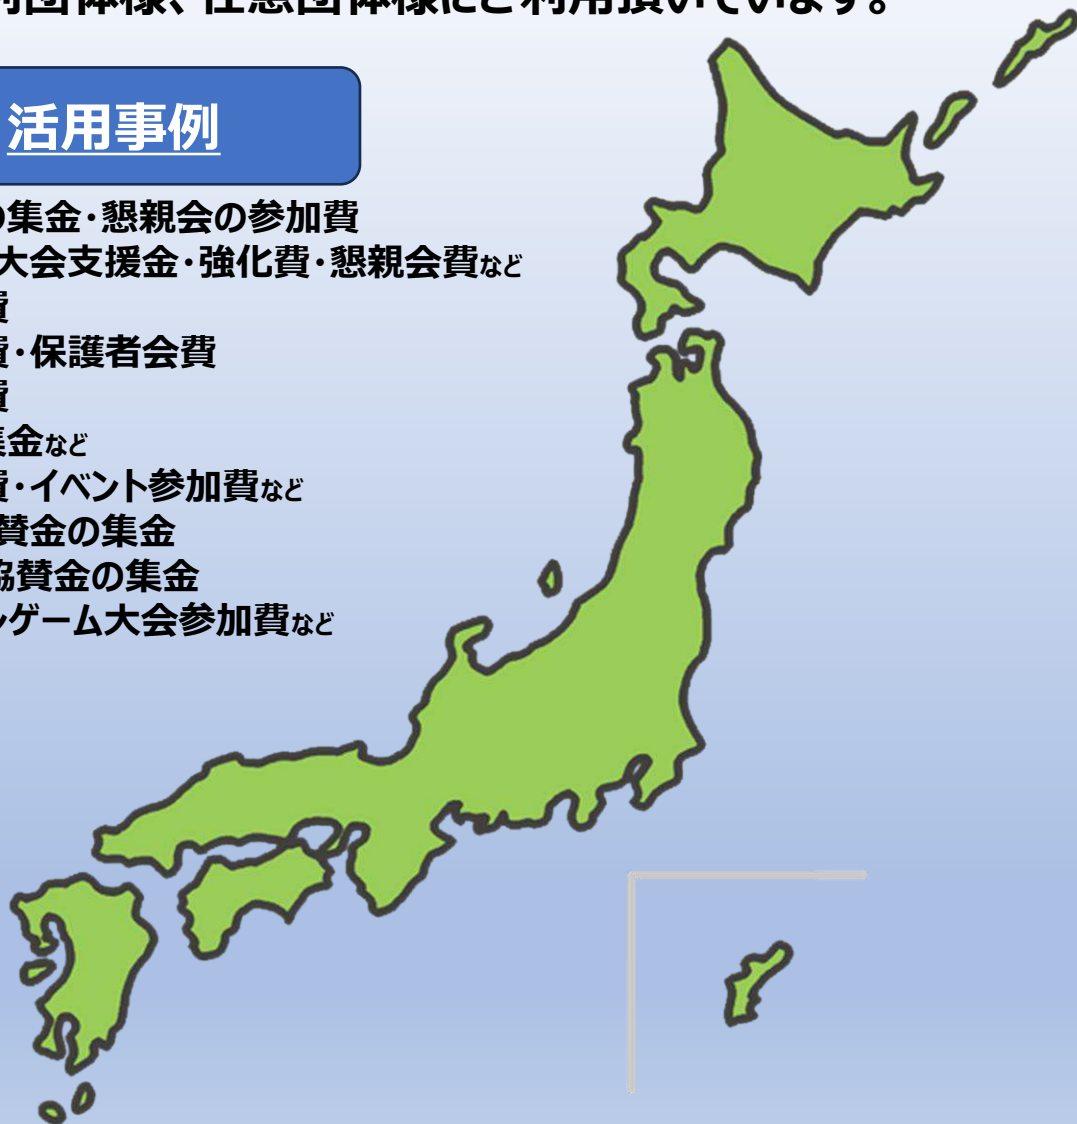 団体様、任意団体様にご利用頂いています。
活用事例
の集金・懇親会の参加費
大会支援金・強化費・懇親会費など
費
費・保護者会費
費
集金など
費・イベント参加費など
賛金の集金
協賛金の集金
ンゲーム大会参加費など